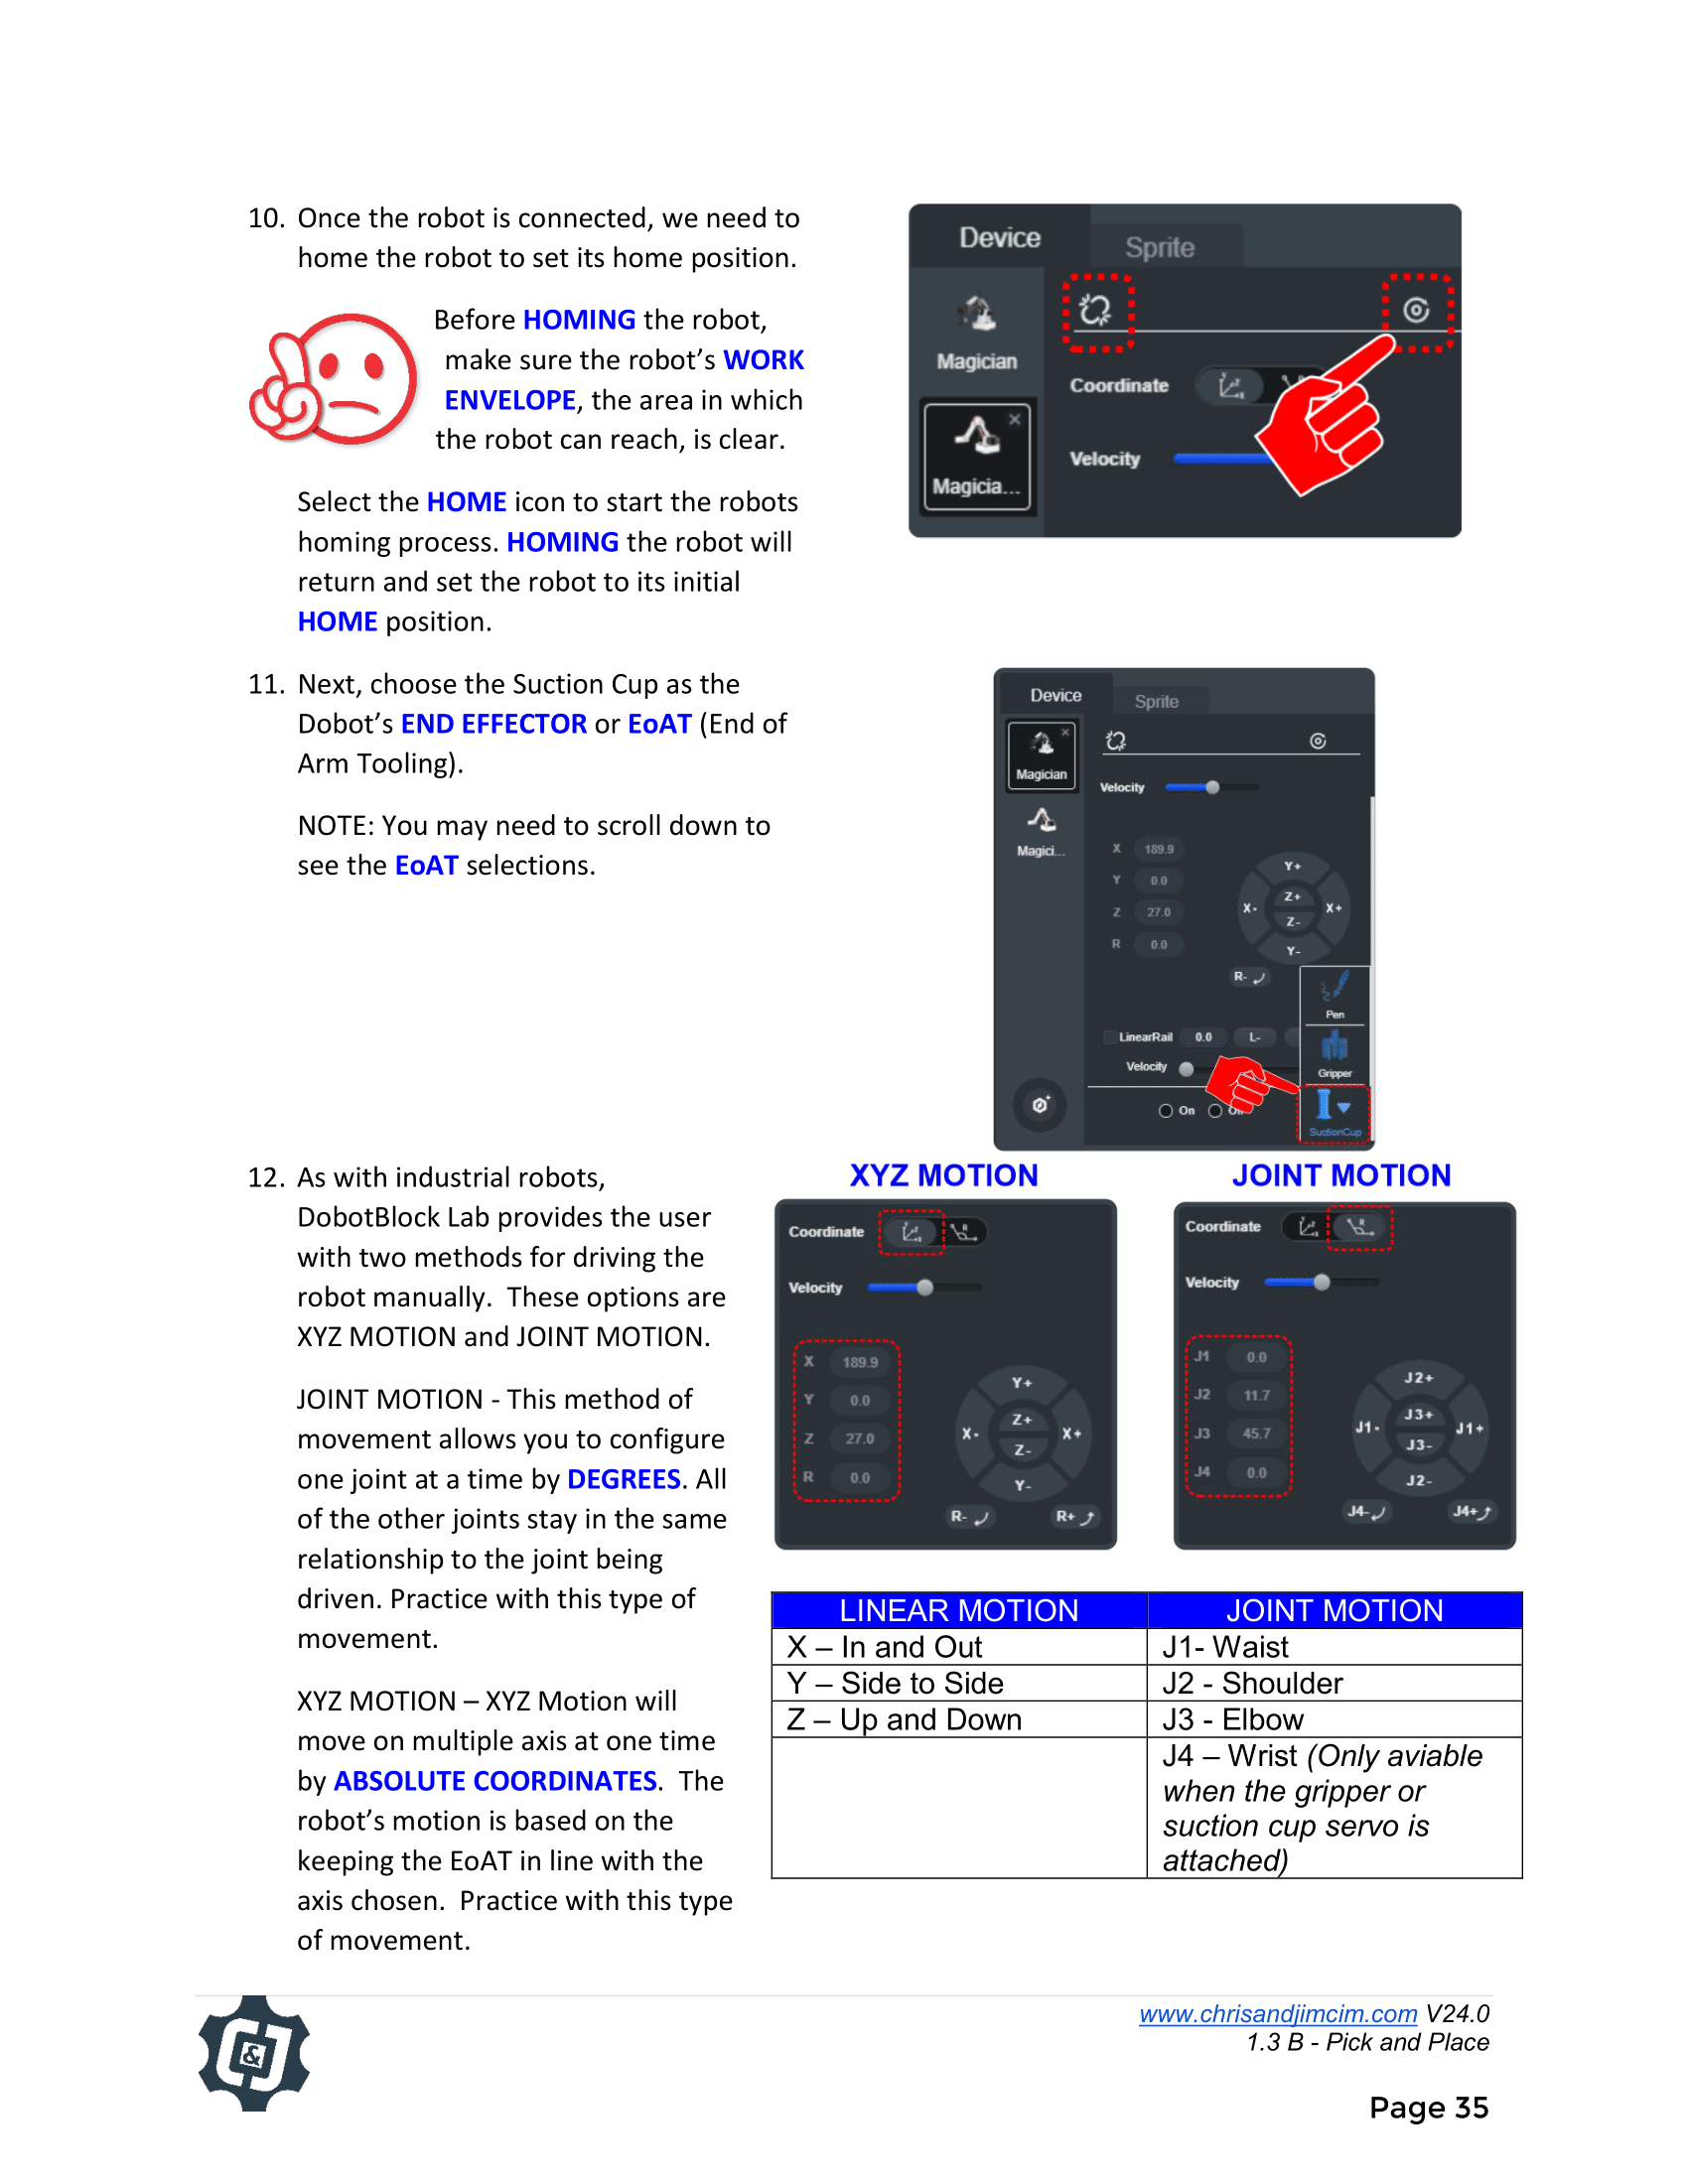 10. Once the robot is connected, we need to
home the robot to set its home position.
Before HOMING the robot,
make sure the robot's WORK
ENVELOPE, the area in which
the robot can reach, is clear.
Select the HOME icon to start the robots
homing process. HOMING the robot will
return and set the robot to its initial
HOME position.
Device
Sprite
Magician
Coordinate
Magicia...
Velocity
11. Next, choose the Suction Cup as the
Dobot's END EFFECTOR or EoAT (End of
Arm Tooling).
NOTE: You may need to scroll down to
see the EoAT selections.
Device
Sprite
Magician
Velocity
Magici...
X 189.9
Y 0.0
Z 27.0
R 0.0
Y+
Z+
X-
X+
Z-
Y-
R-
Pen
LinearRail 0.0 L-
Gripper
Velocity
On
SuctionCup
12. As with industrial robots,
DobotBlock Lab provides the user
with two methods for driving the
robot manually.  These options are
XYZ MOTION and JOINT MOTION.
JOINT MOTION - This method of
movement allows you to configure
one joint at a time by DEGREES. All
of the other joints stay in the same
relationship to the joint being
driven. Practice with this type of
movement.
XYZ MOTION – XYZ Motion will
move on multiple axis at one time
by ABSOLUTE COORDINATES.  The
robot's motion is based on the
keeping the EoAT in line with the
axis chosen.  Practice with this type
of movement.
XYZ MOTION
Coordinate
Velocity
X 189.9
Y 0.0
Z 27.0
R 0.0
Y+
Z+
X-
X+
Z-
Y-
R-
R+
JOINT MOTION
Coordinate
Velocity
J1 0.0
J2 11.7
J3 45.7
J4 0.0
J2+
J3+
J1-
J1+
J3-
J2-
J4-
J4+
LINEAR MOTION JOINT MOTION
X – In and Out J1- Waist
Y – Side to Side J2 - Shoulder
Z – Up and Down J3 - Elbow
J4 – Wrist (Only aviable
when the gripper or
suction cup servo is
attached)
C&J
www.chrisandjimcim.com V24.0
1.3 B - Pick and Place
Page 35